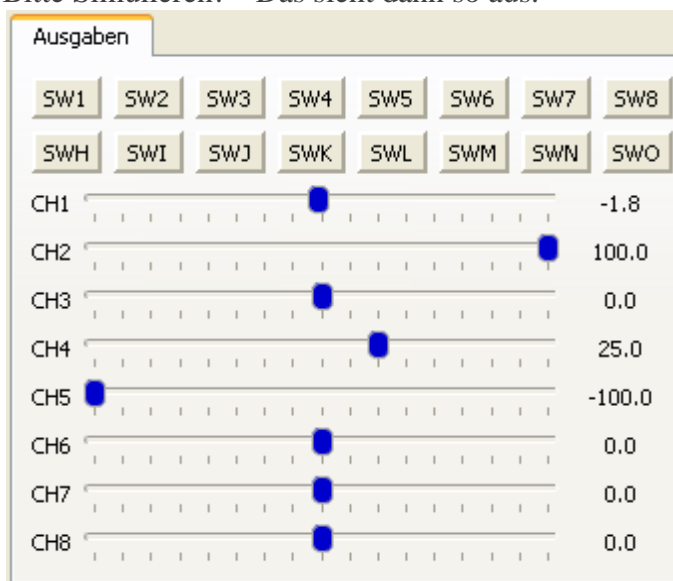 Bitte Simulieren! Das sieht dann so aus:
Ausgaben
SW1 SW2 SW3 SW4 SW5 SW6 SW7 SW8
SWH SWI SWJ SWK SWL SWM SWN SWO
CH1 -1.8
CH2 100.0
CH3 0.0
CH4 25.0
CH5 -100.0
CH6 0.0
CH7 0.0
CH8 0.0